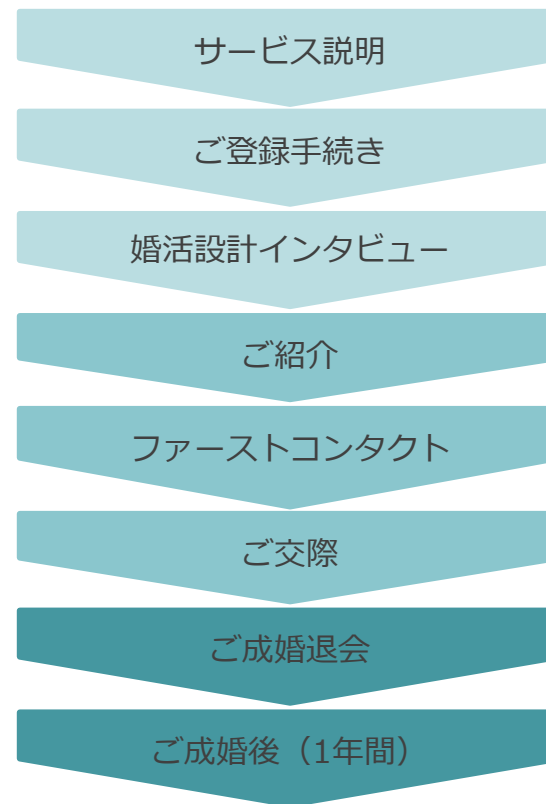 サービス説明
ご登録手続き
婚活設計インタビュー
ご紹介
ファーストコンタクト
ご交際
ご成婚退会
ご成婚後（1年間）